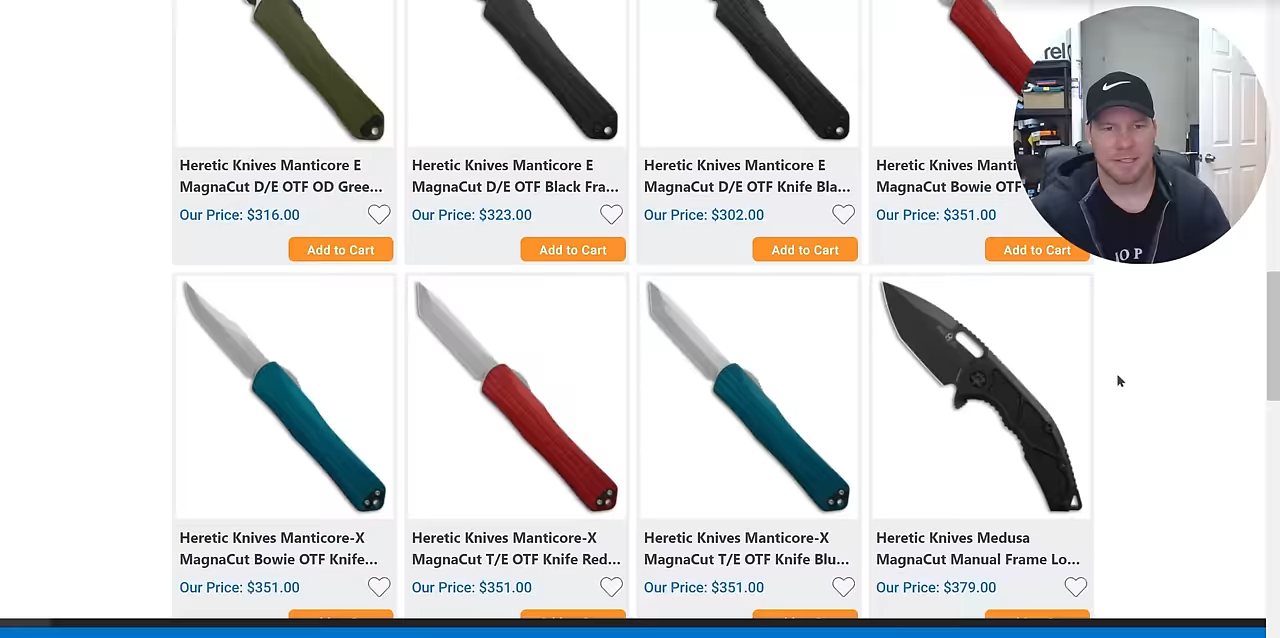 rel
Heretic Knives Manticore E
MagnaCut D/E OTF OD Gree...
Our Price: $316.00
Add to Cart
Heretic Knives Manticore E
MagnaCut D/E OTF Black Fra...
Our Price: $323.00
Add to Cart
Heretic Knives Manticore E
MagnaCut D/E OTF Knife Bla...
Our Price: $302.00
Add to Cart
Heretic Knives Manti
MagnaCut Bowie OTF
Our Price: $351.00
Add to Cart
IOP
Heretic Knives Manticore-X
MagnaCut Bowie OTF Knife...
Our Price: $351.00
Heretic Knives Manticore-X
MagnaCut T/E OTF Knife Red...
Our Price: $351.00
Heretic Knives Manticore-X
MagnaCut T/E OTF Knife Blu...
Our Price: $351.00
Heretic Knives Medusa
MagnaCut Manual Frame Lo...
Our Price: $379.00